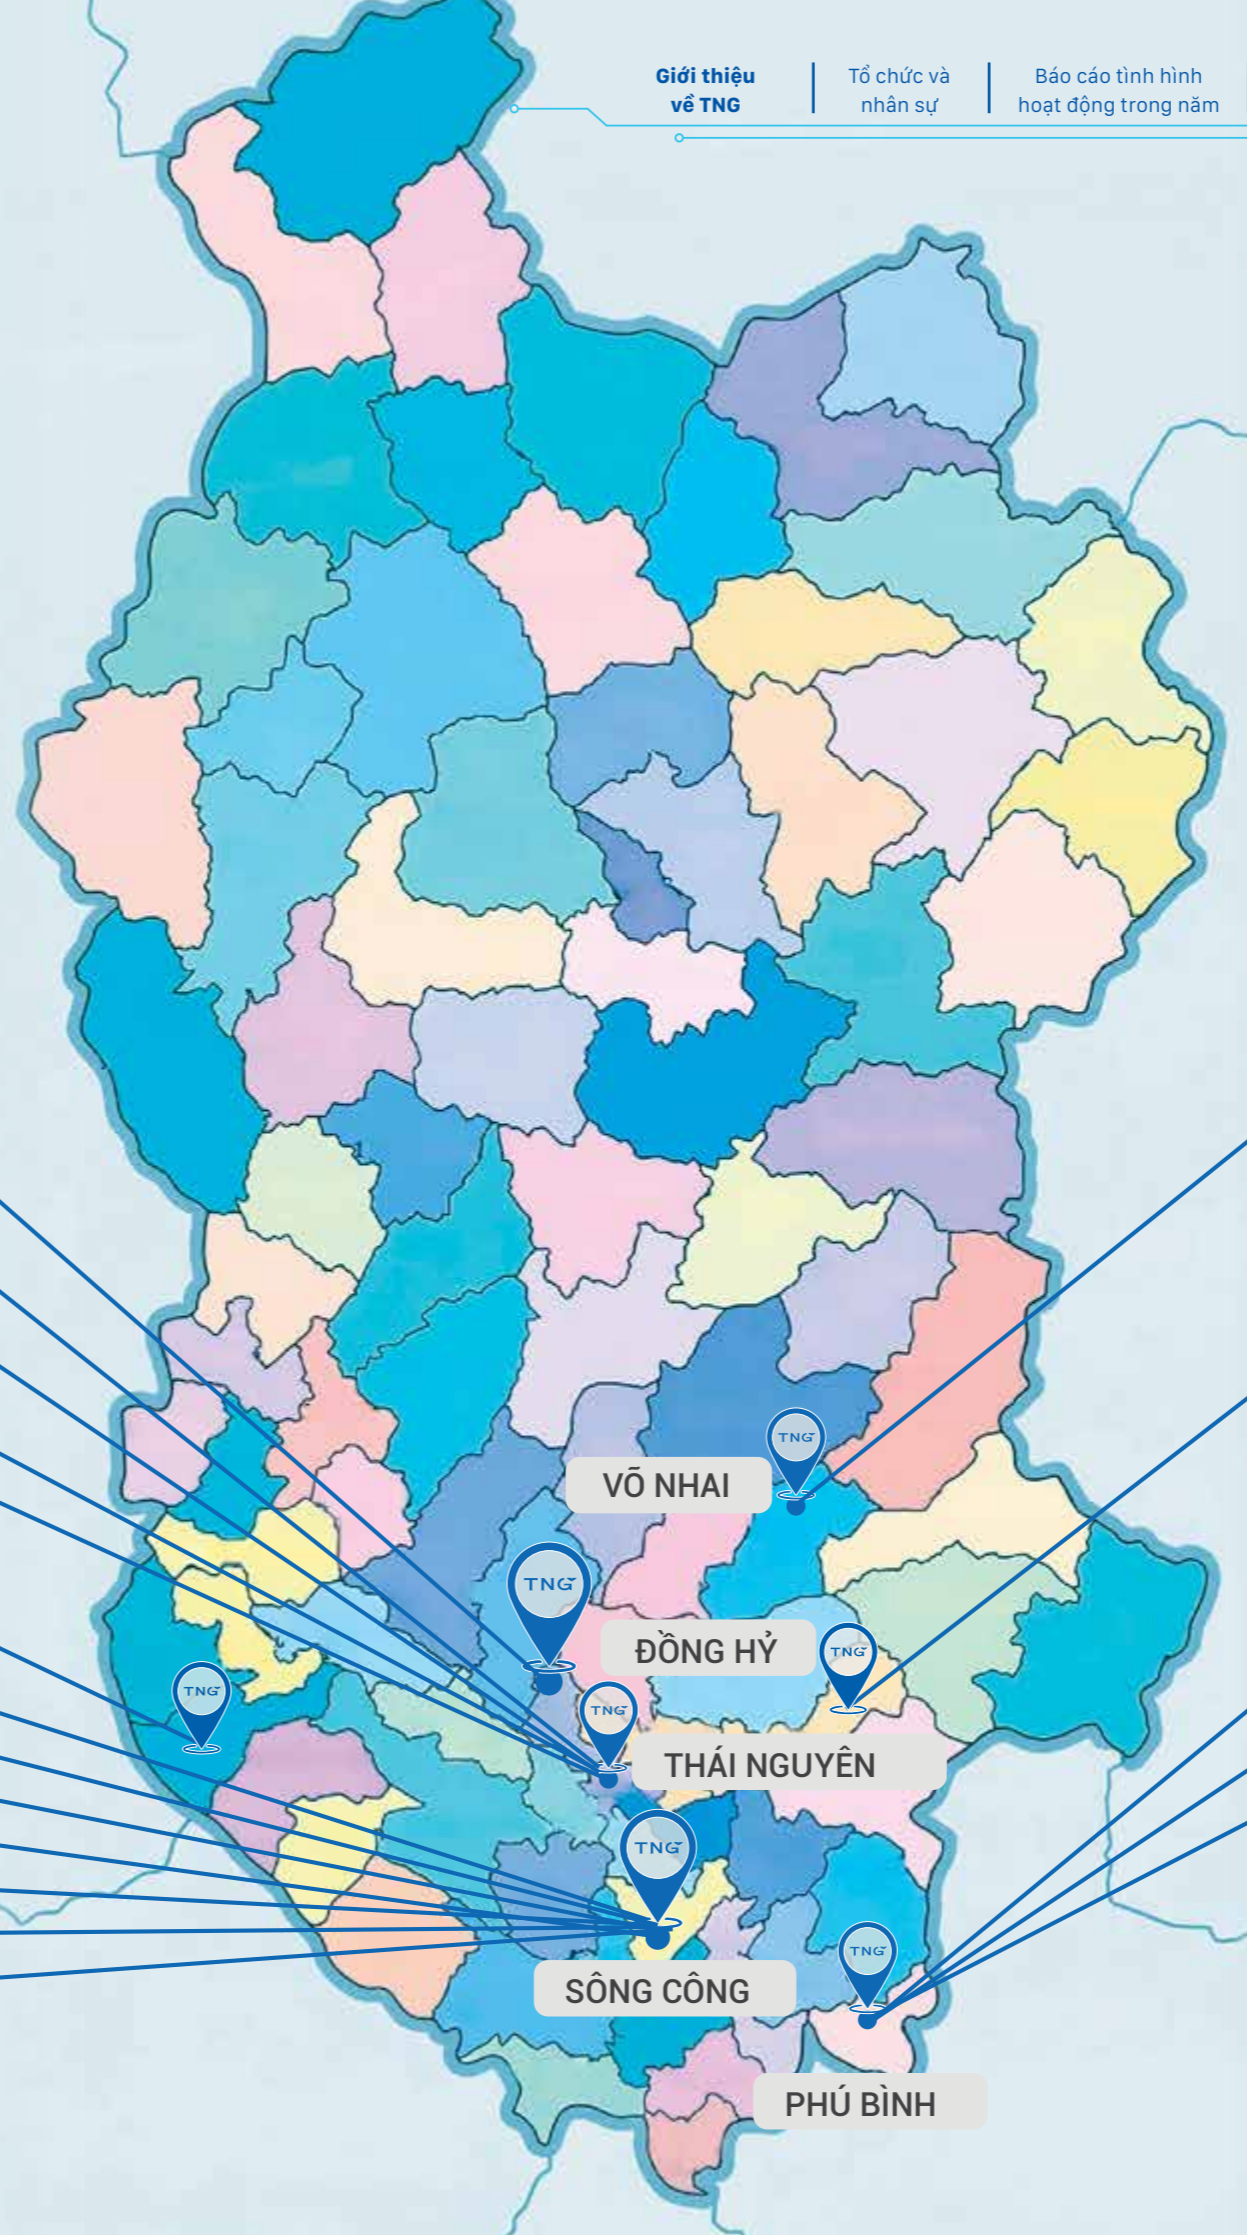 Giới thiệu
về TNG
Tổ chức và
nhân sự
Báo cáo tình hình
hoạt động trong năm
TNG
VÕ NHAI
TNG
ĐỒNG HỶ
TNG
TNG
TNG
THÁI NGUYÊN
TNG
SÔNG CÔNG
TNG
PHÚ BÌNH